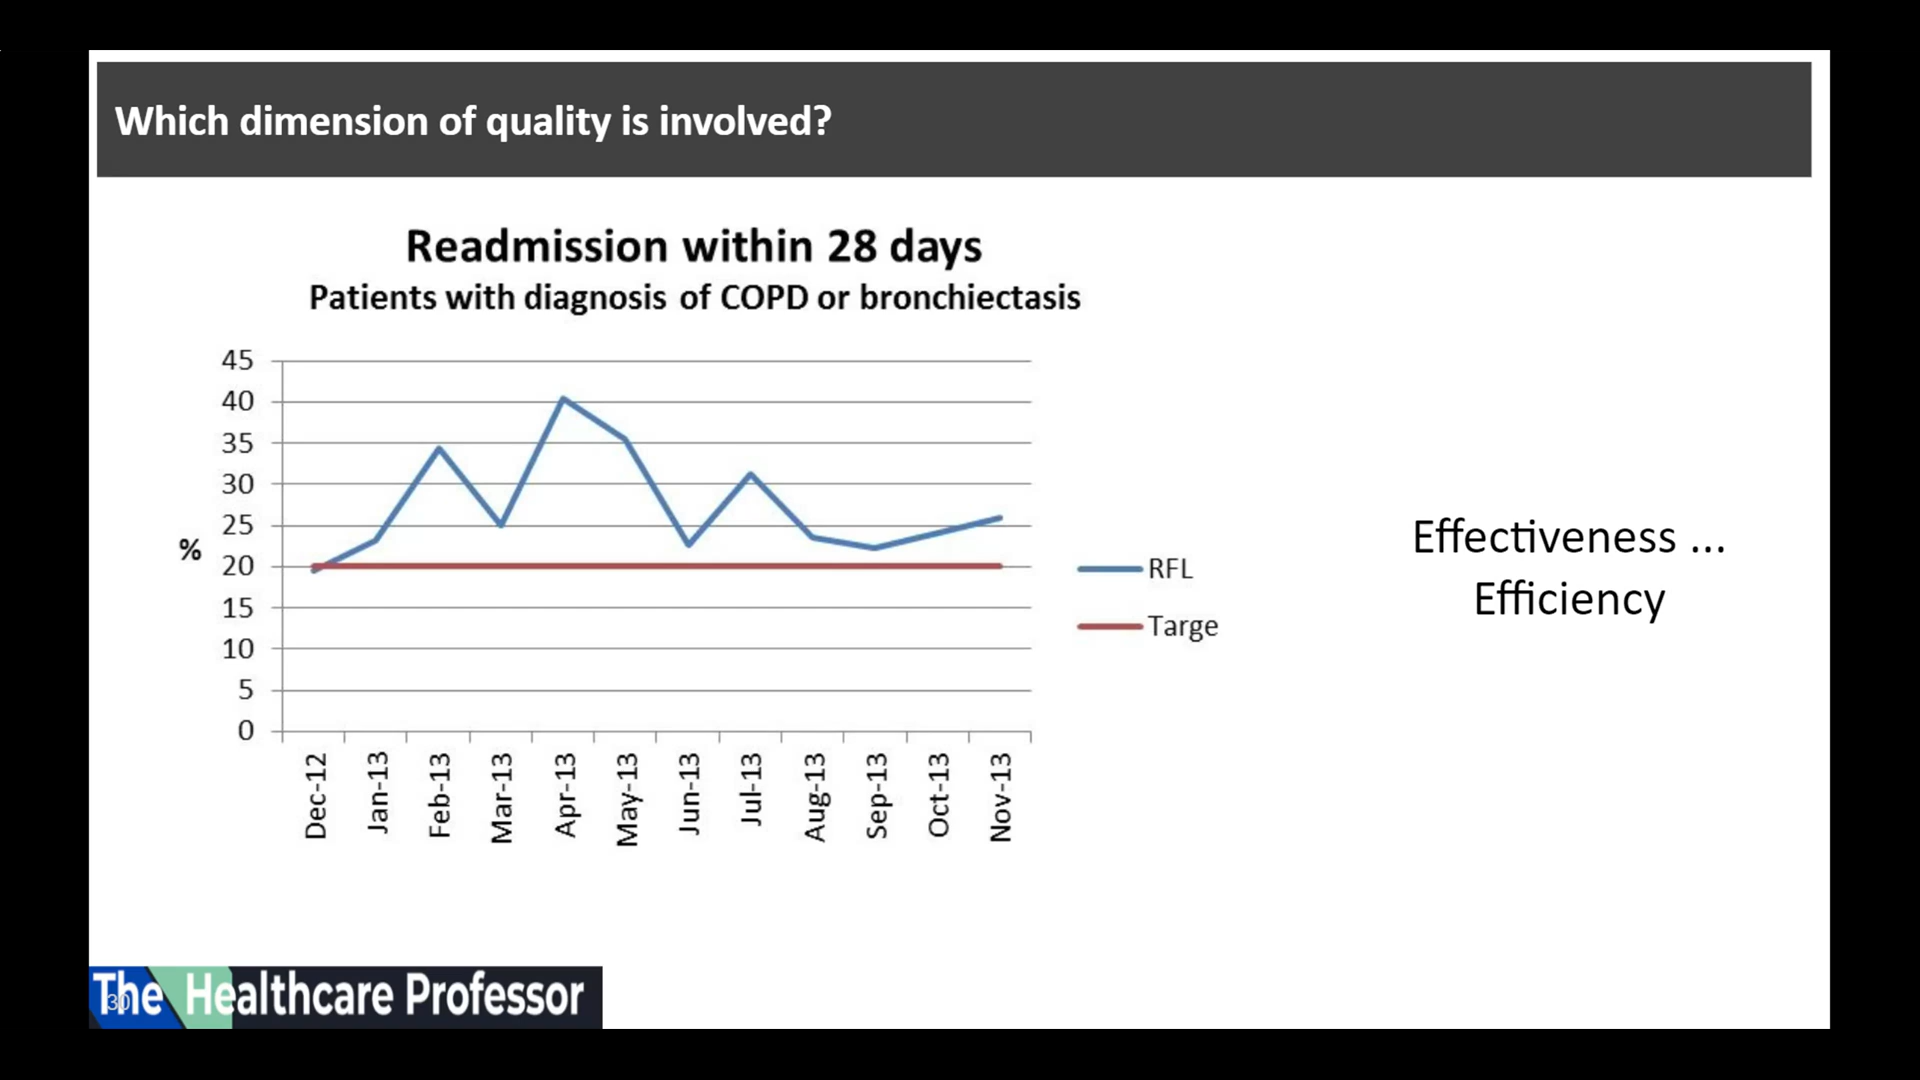 Which dimension of quality is involved?
Readmission within 28 days
Patients with diagnosis of COPD or bronchiectasis
45
40
35
30
25
20
15
10
5
0
%
Dec-12
Jan-13
Feb-13
Mar-13
Apr-13
May-13
Jun-13
Jul-13
Aug-13
Sep-13
Oct-13
Nov-13
RFL
Targe
Effectiveness ...
Efficiency
The Healthcare Professor
30